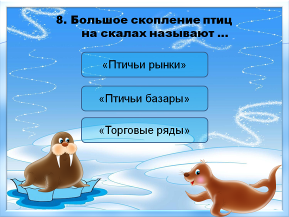 8. Большое скопление птиц
на скалах называют ...
«Птичьи рынки»
«Птичьи базары»
«Торговые ряды»